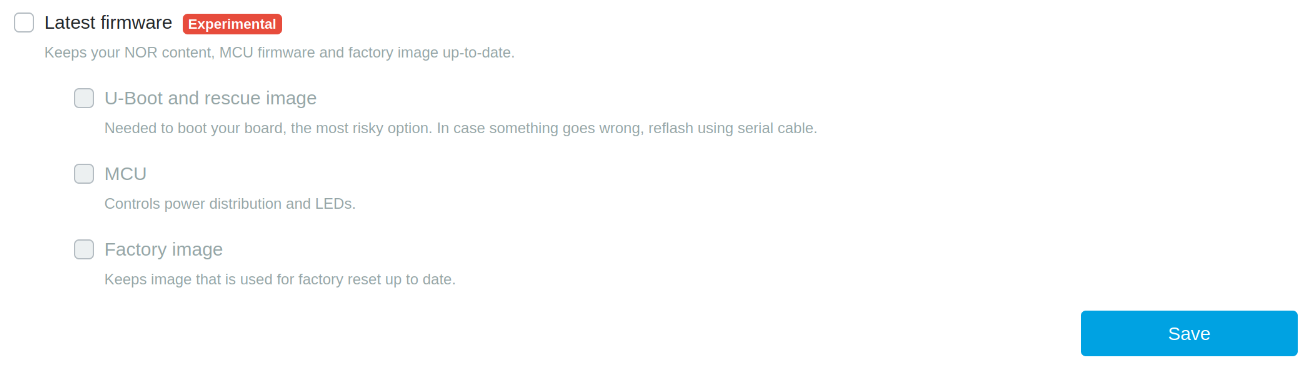 Latest firmware Experimental
Keeps your NOR content, MCU firmware and factory image up-to-date.
U-Boot and rescue image
Needed to boot your board, the most risky option. In case something goes wrong, reflash using serial cable.
MCU
Controls power distribution and LEDs.
Factory image
Keeps image that is used for factory reset up to date.
Save